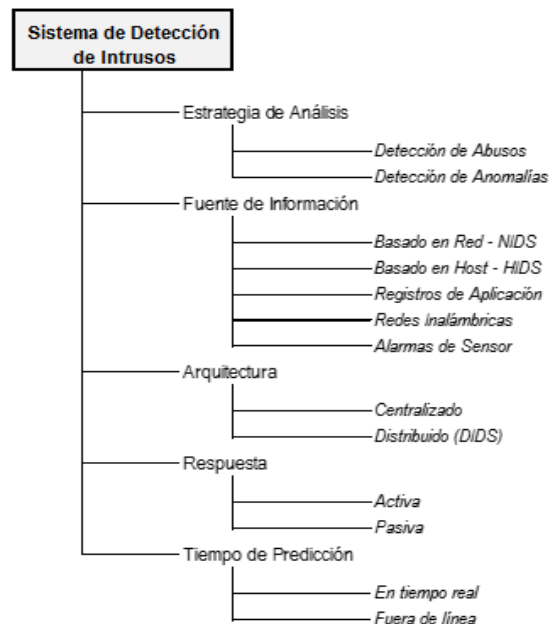 Sistema de Detección
de Intrusos
Estrategia de Análisis
Detección de Abusos
Detección de Anomalías
Fuente de Información
Basado en Red - NIDS
Basado en Host - HIDS
Registros de Aplicación
Redes Inalámbricas
Alarmas de Sensor
Arquitectura
Centralizado
Distribuido (DIDS)
Respuesta
Activa
Pasiva
Tiempo de Predicción
En tiempo real
Fuera de línea